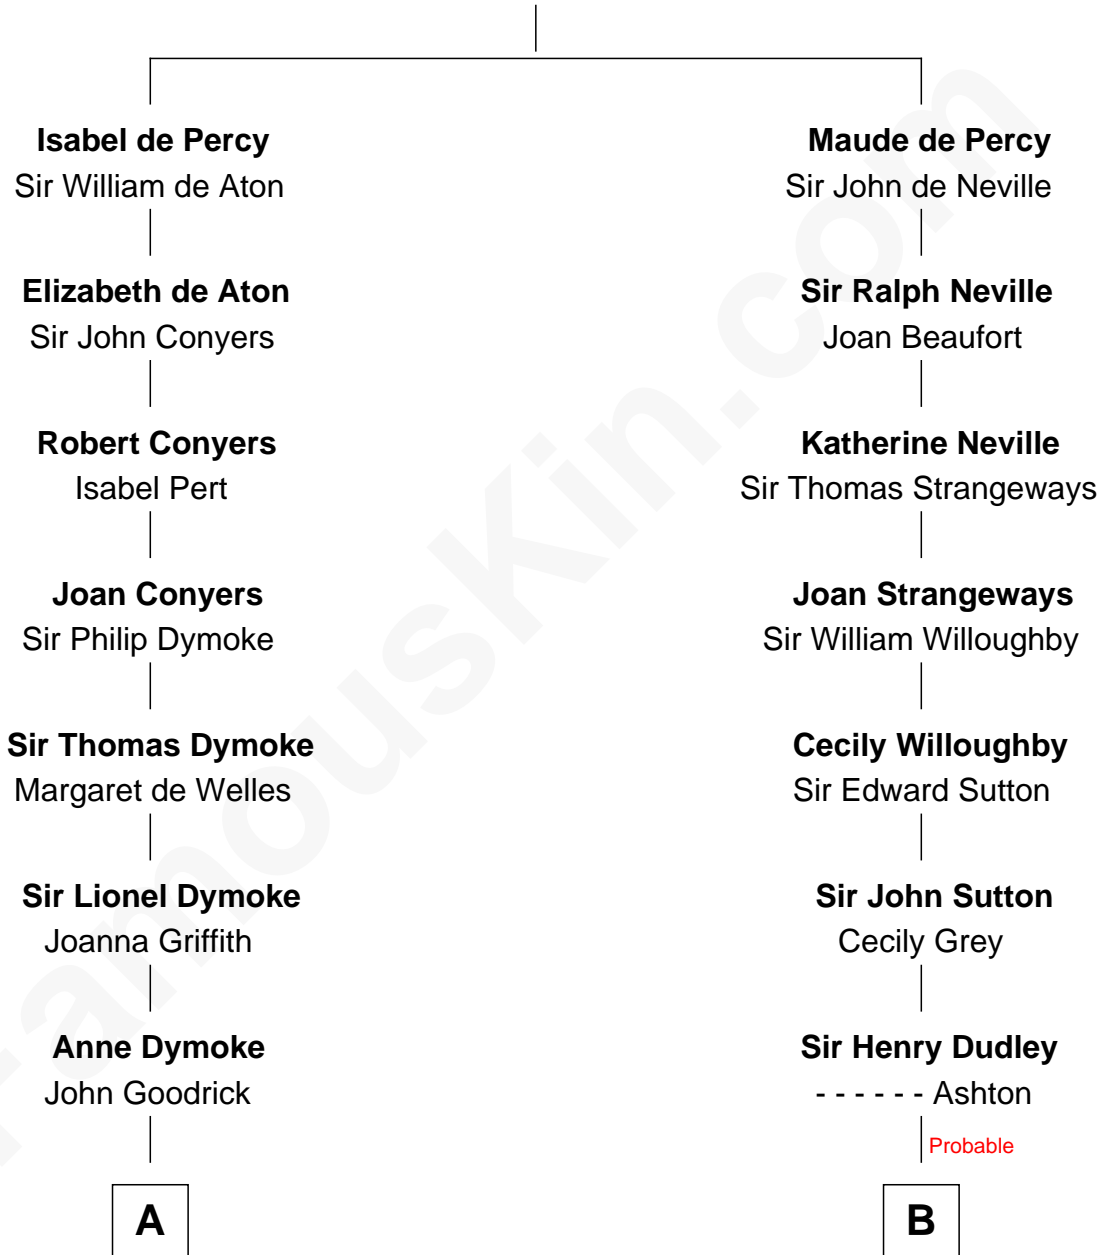 Isabel de Percy
Sir William de Aton
Maude de Percy
Sir John de Neville
Elizabeth de Aton
Sir John Conyers
Sir Ralph Neville
Joan Beaufort
Robert Conyers
Isabel Pert
Katherine Neville
Sir Thomas Strangeways
Joan Conyers
Sir Philip Dymoke
Joan Strangeways
Sir William Willoughby
Sir Thomas Dymoke
Margaret de Welles
Cecily Willoughby
Sir Edward Sutton
Sir Lionel Dymoke
Joanna Griffith
Sir John Sutton
Cecily Grey
Anne Dymoke
John Goodrick
Sir Henry Dudley
- - - - - - Ashton
Probable
A
B
FamousKin.com